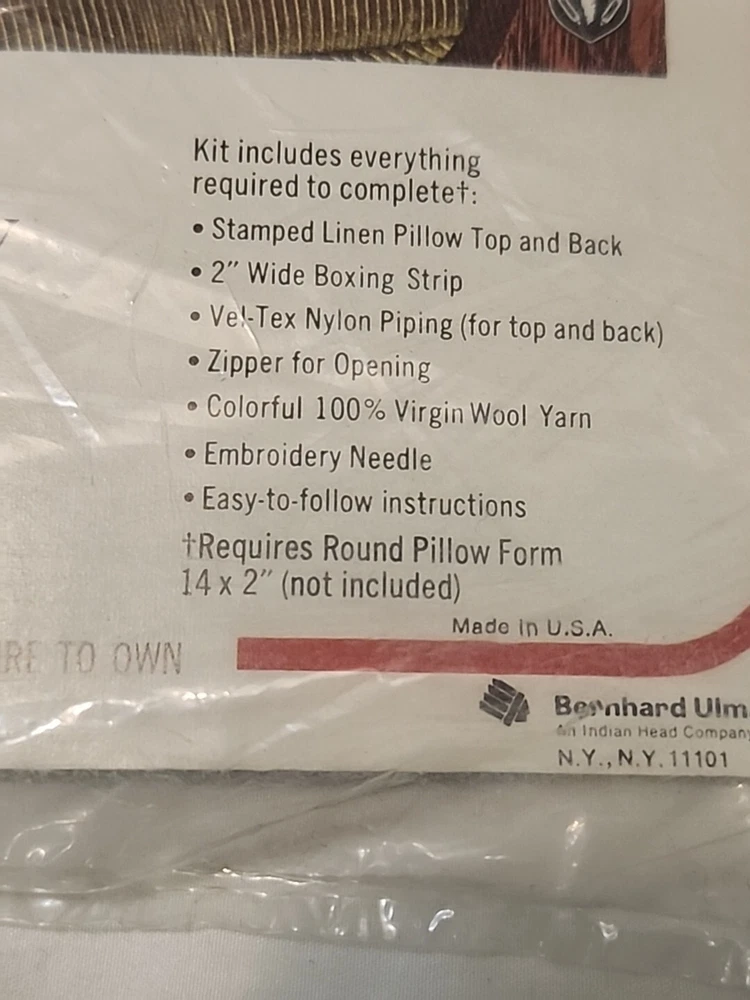 Kit includes everything
required to complete†:
• Stamped Linen Pillow Top and Back
• 2" Wide Boxing Strip
• Vel-Tex Nylon Piping (for top and back)
• Zipper for Opening
• Colorful 100% Virgin Wool Yarn
• Embroidery Needle
• Easy-to-follow instructions
†Requires Round Pillow Form
14 x 2" (not included)
Made in U.S.A.
RE TO OWN
Bernhard Ulm
An Indian Head Company
N.Y., N.Y. 11101